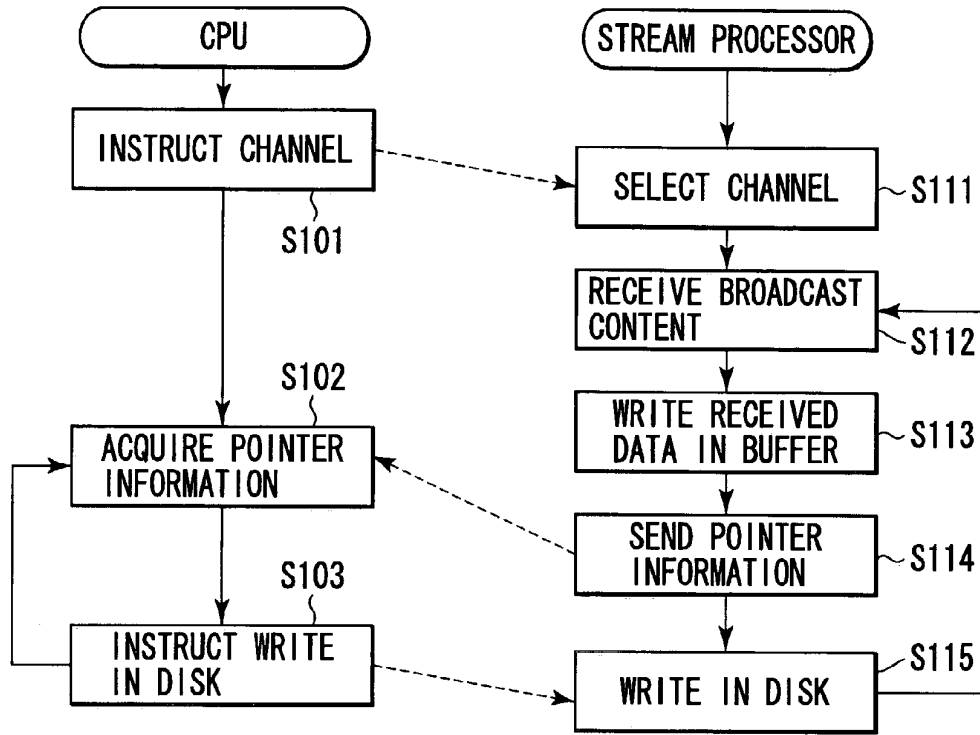 CPU
INSTRUCT CHANNEL
S101
S102
ACQUIRE POINTER
INFORMATION
S103
INSTRUCT WRITE
IN DISK
STREAM PROCESSOR
SELECT CHANNEL
S111
RECEIVE BROADCAST
CONTENT
S112
WRITE RECEIVED
DATA IN BUFFER
S113
SEND POINTER
INFORMATION
S114
S115
WRITE IN DISK